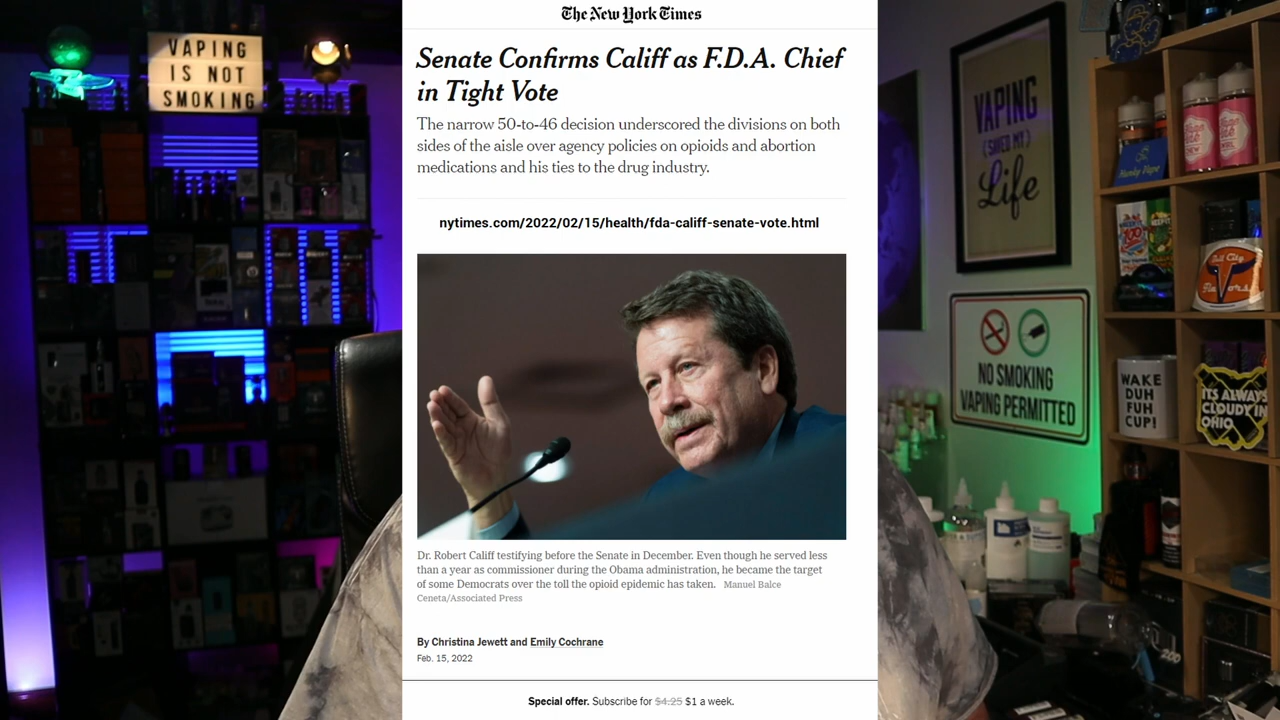 The New York Times
Senate Confirms Califf as F.D.A. Chief
in Tight Vote
The narrow 50-to-46 decision underscored the divisions on both
sides of the aisle over agency policies on opioids and abortion
medications and his ties to the drug industry.
nytimes.com/2022/02/15/health/fda-califf-senate-vote.html
Dr. Robert Califf testifying before the Senate in December. Even though he served less
than a year as commissioner during the Obama administration, he became the target
of some Democrats over the toll the opioid epidemic has taken. Manuel Balce
Ceneta/Associated Press
By Christina Jewett and Emily Cochrane
Feb. 15, 2022
Special offer. Subscribe for $4.25 $1 a week.
VAPING
IS NOT
SMOKING
VAPING
(SAVED MY)
Life
NO SMOKING
VAPING PERMITTED
WAKE
DUH
FUH
CUP!
ITS ALWAYS
CLOUDY IN
OHIO